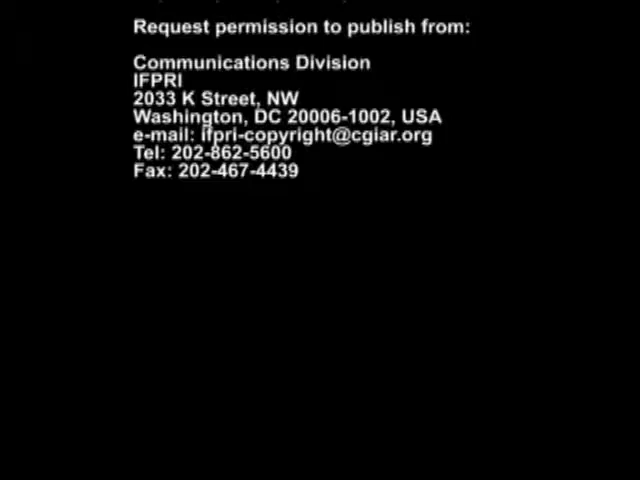 Request permission to publish from:
Communications Division
IFPRI
2033 K Street, NW
Washington, DC 20006-1002, USA
e-mail: ifpri-copyright@cgiar.org
Tel: 202-862-5600
Fax: 202-467-4439